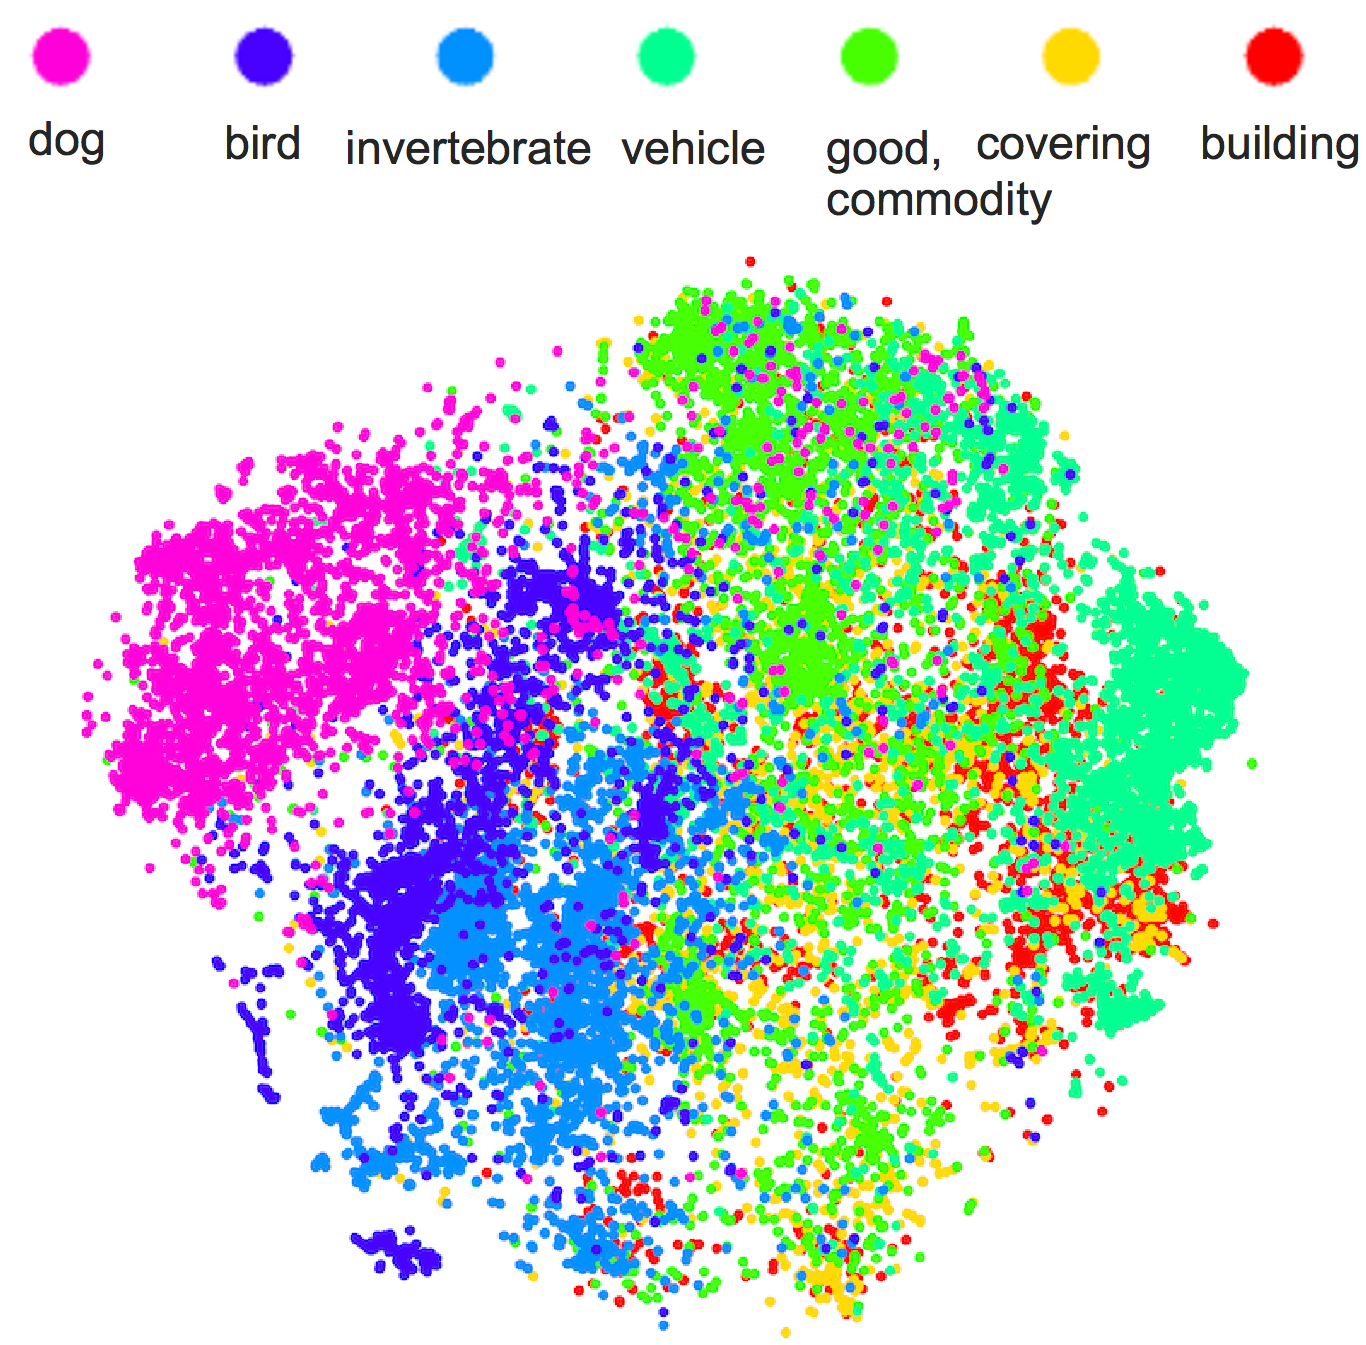 dog
bird
invertebrate
vehicle
good,
commodity
covering
building